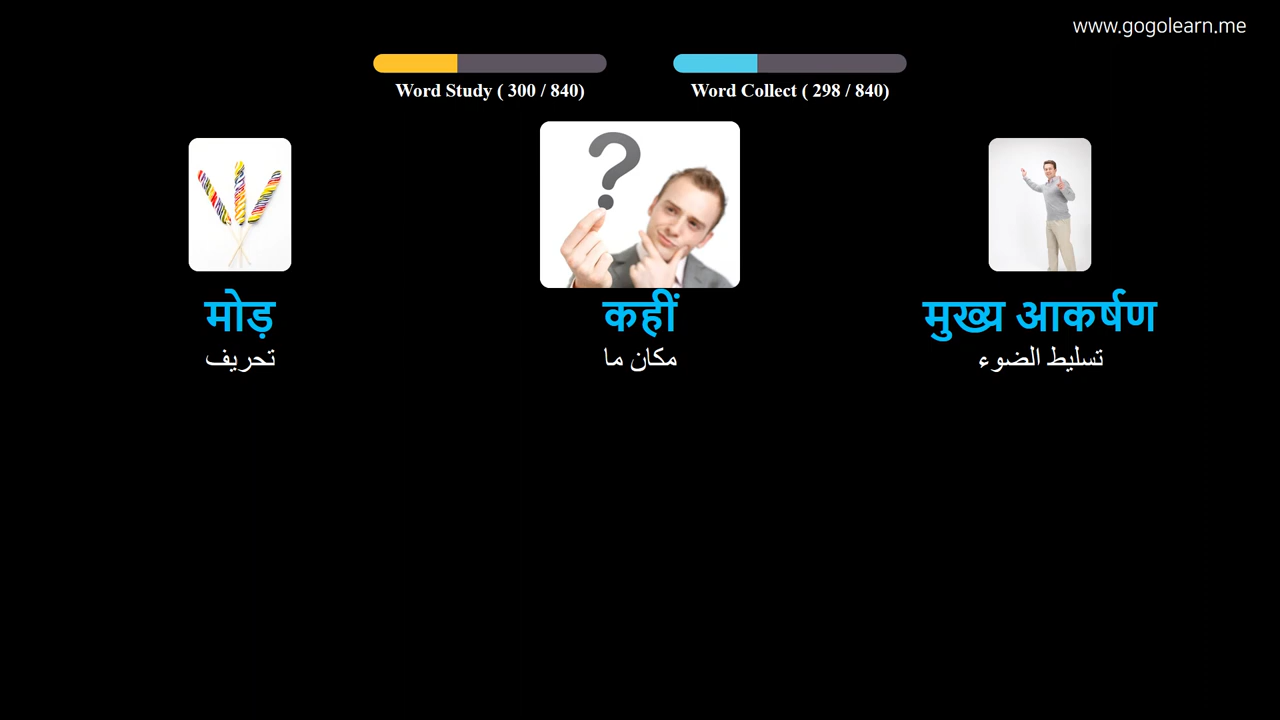 www.gogolearn.me
Word Study ( 300 / 840)
Word Collect ( 298 / 840)
मोड़
تحريف
कहीं
مكان ما
मुख्य आकर्षण
تسليط الضوء